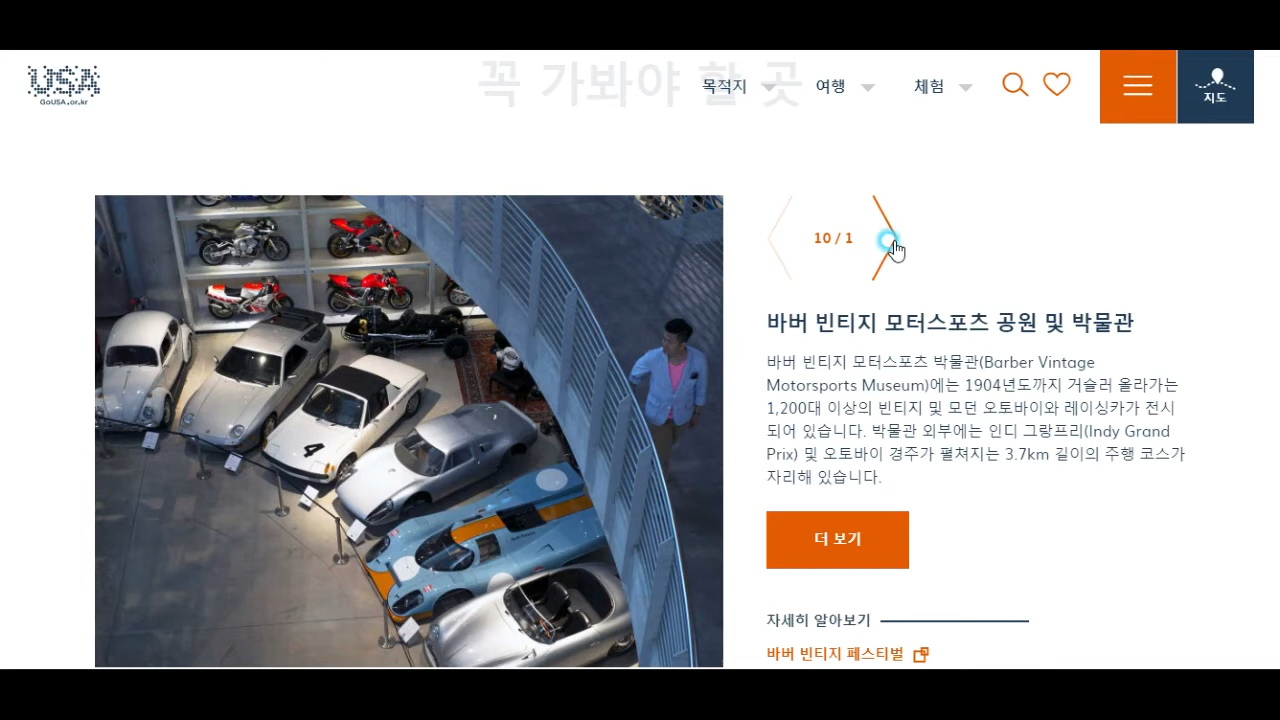 USA
GoUSA.or.kr
꼭 가봐야 할 곳
목적지
여행
체험
지도
10 / 1
바버 빈티지 모터스포츠 공원 및 박물관
바버 빈티지 모터스포츠 박물관(Barber Vintage
Motorsports Museum)에는 1904년도까지 거슬러 올라가는
1,200대 이상의 빈티지 및 모던 오토바이와 레이싱카가 전시
되어 있습니다. 박물관 외부에는 인디 그랑프리(Indy Grand
Prix) 및 오토바이 경주가 펼쳐지는 3.7km 길이의 주행 코스가
자리해 있습니다.
더 보기
자세히 알아보기
바버 빈티지 페스티벌
4
3